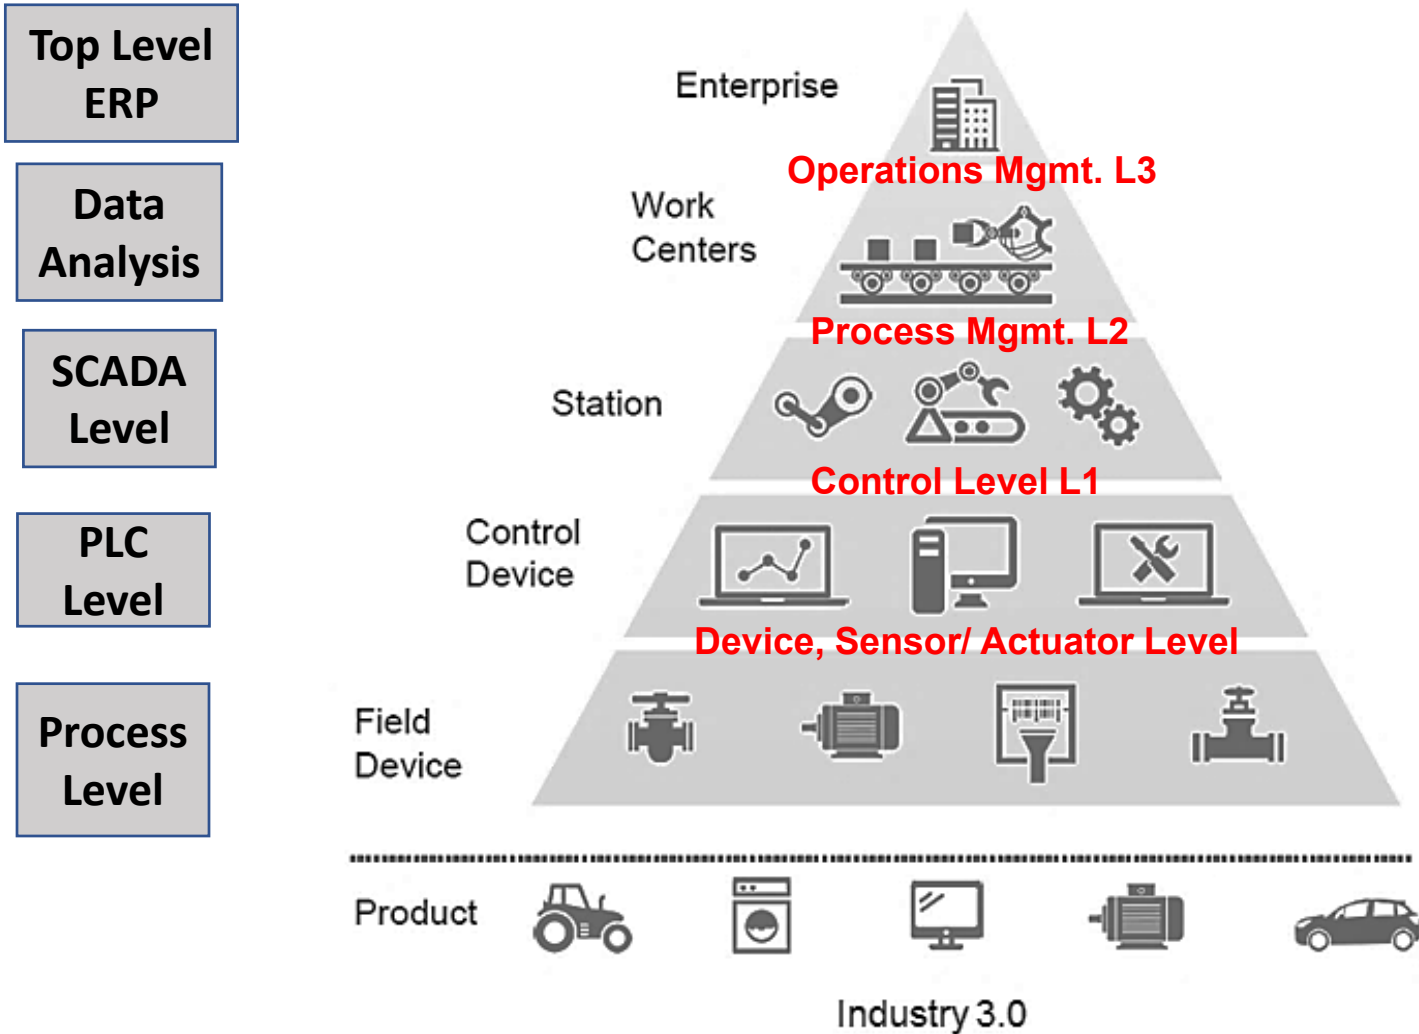 Top Level
ERP
Enterprise
Operations Mgmt. L3
Data
Analysis
Work
Centers
Process Mgmt. L2
SCADA
Level
Station
Control Level L1
PLC
Level
Control
Device
Device, Sensor/ Actuator Level
Process
Level
Field
Device
Product
Industry 3.0